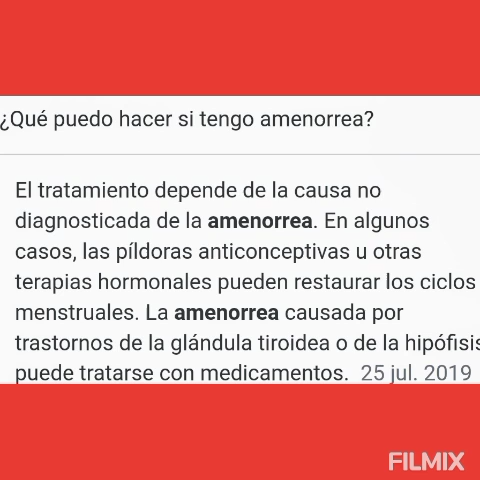 ¿Qué puedo hacer si tengo amenorrea?
El tratamiento depende de la causa no
diagnosticada de la amenorrea. En algunos
casos, las píldoras anticonceptivas u otras
terapias hormonales pueden restaurar los ciclos
menstruales. La amenorrea causada por
trastornos de la glándula tiroidea o de la hipófisis
puede tratarse con medicamentos. 25 jul. 2019
FILMIX